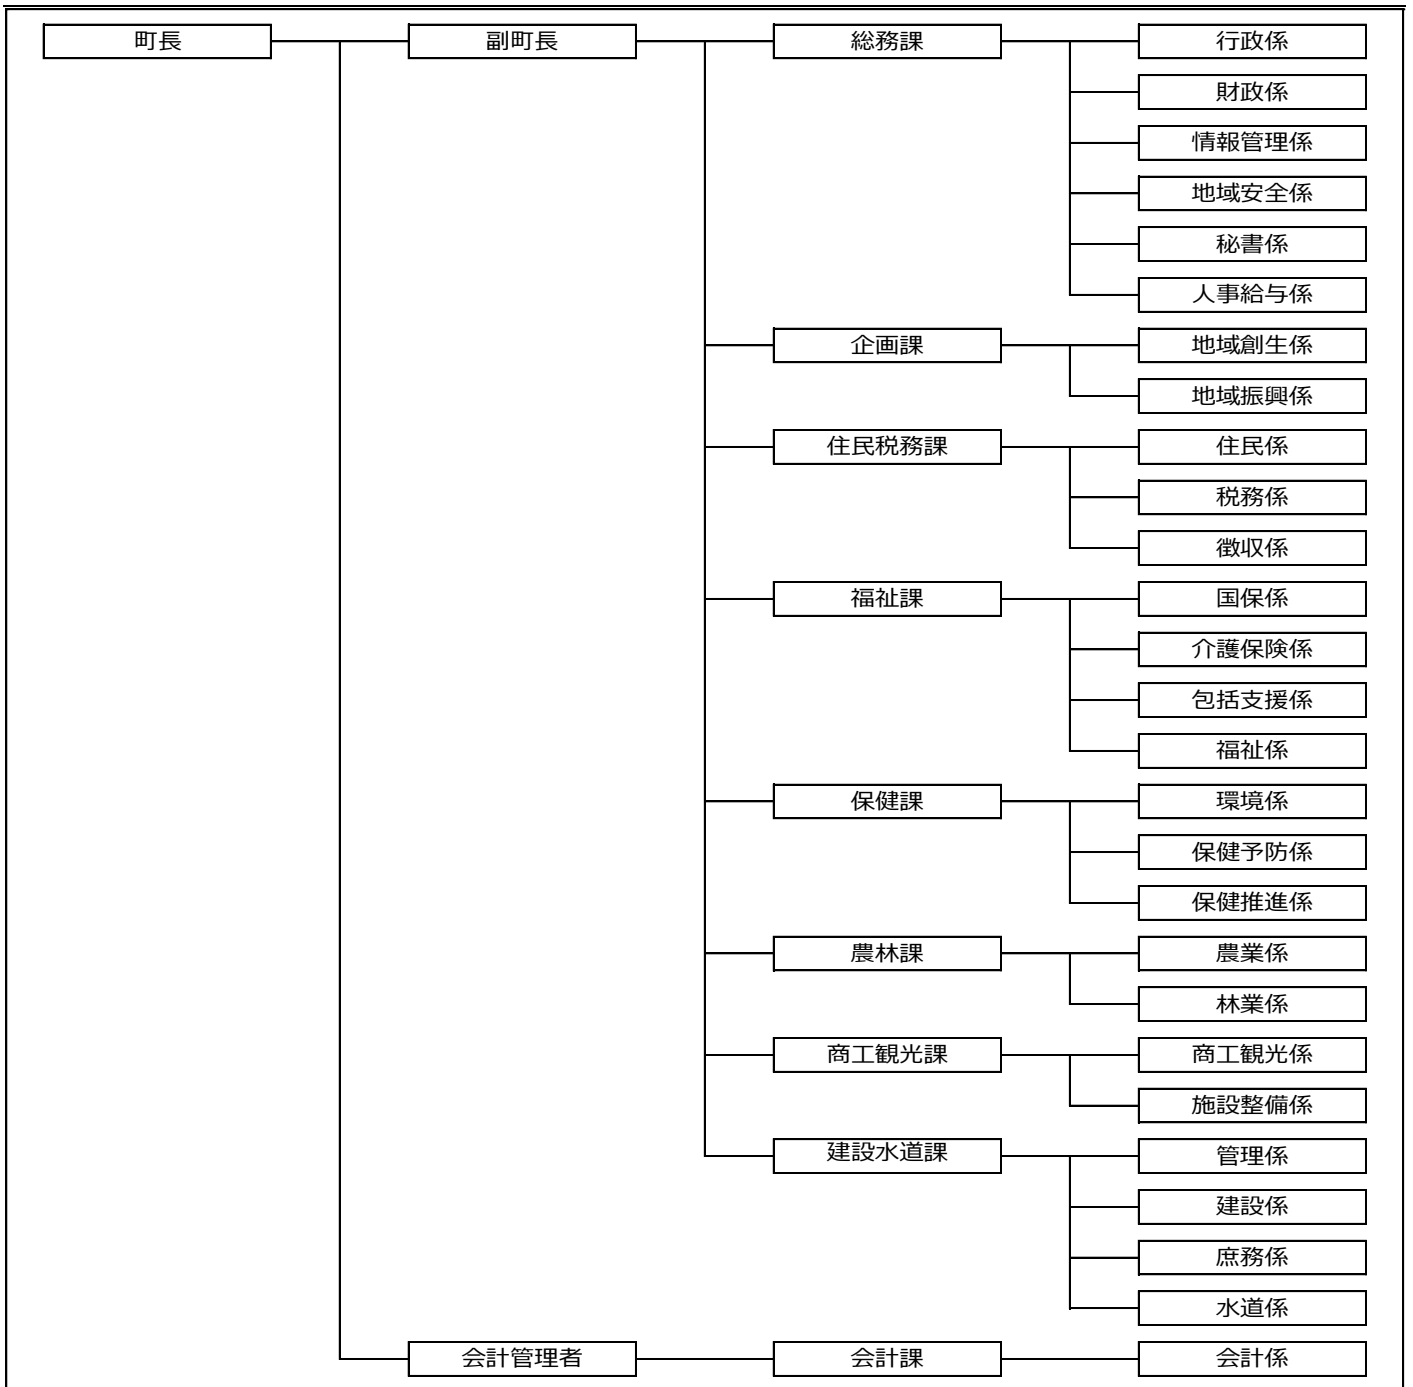 町長 副町長 総務課 行政係
財政係
情報管理係
地域安全係
秘書係
人事給与係
企画課 地域創生係
地域振興係
住民税務課 住民係
税務係
徴収係
福祉課 国保係
介護保険係
包括支援係
福祉係
保健課 環境係
保健予防係
保健推進係
農林課 農業係
林業係
商工観光課 商工観光係
施設整備係
建設水道課 管理係
建設係
庶務係
水道係
会計管理者 会計課 会計係